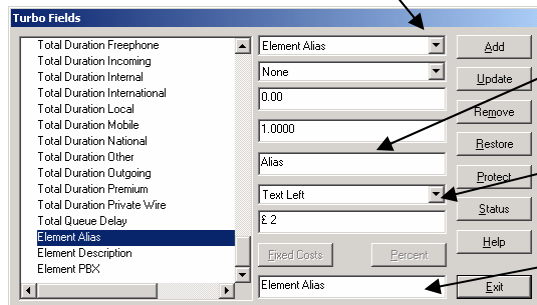 Turbo Fields
Total Duration Freephone
Total Duration Incoming
Total Duration Internal
Total Duration International
Total Duration Local
Total Duration Mobile
Total Duration National
Total Duration Other
Total Duration Outgoing
Total Duration Premium
Total Duration Private Wire
Total Queue Delay
Element Alias
Element Description
Element PBX
Element Alias
None
0.00
1.0000
Alias
Text Left
£ 2
Fixed Costs
Percent
Element Alias
Add
Update
Remove
Restore
Protect
Status
Help
Exit